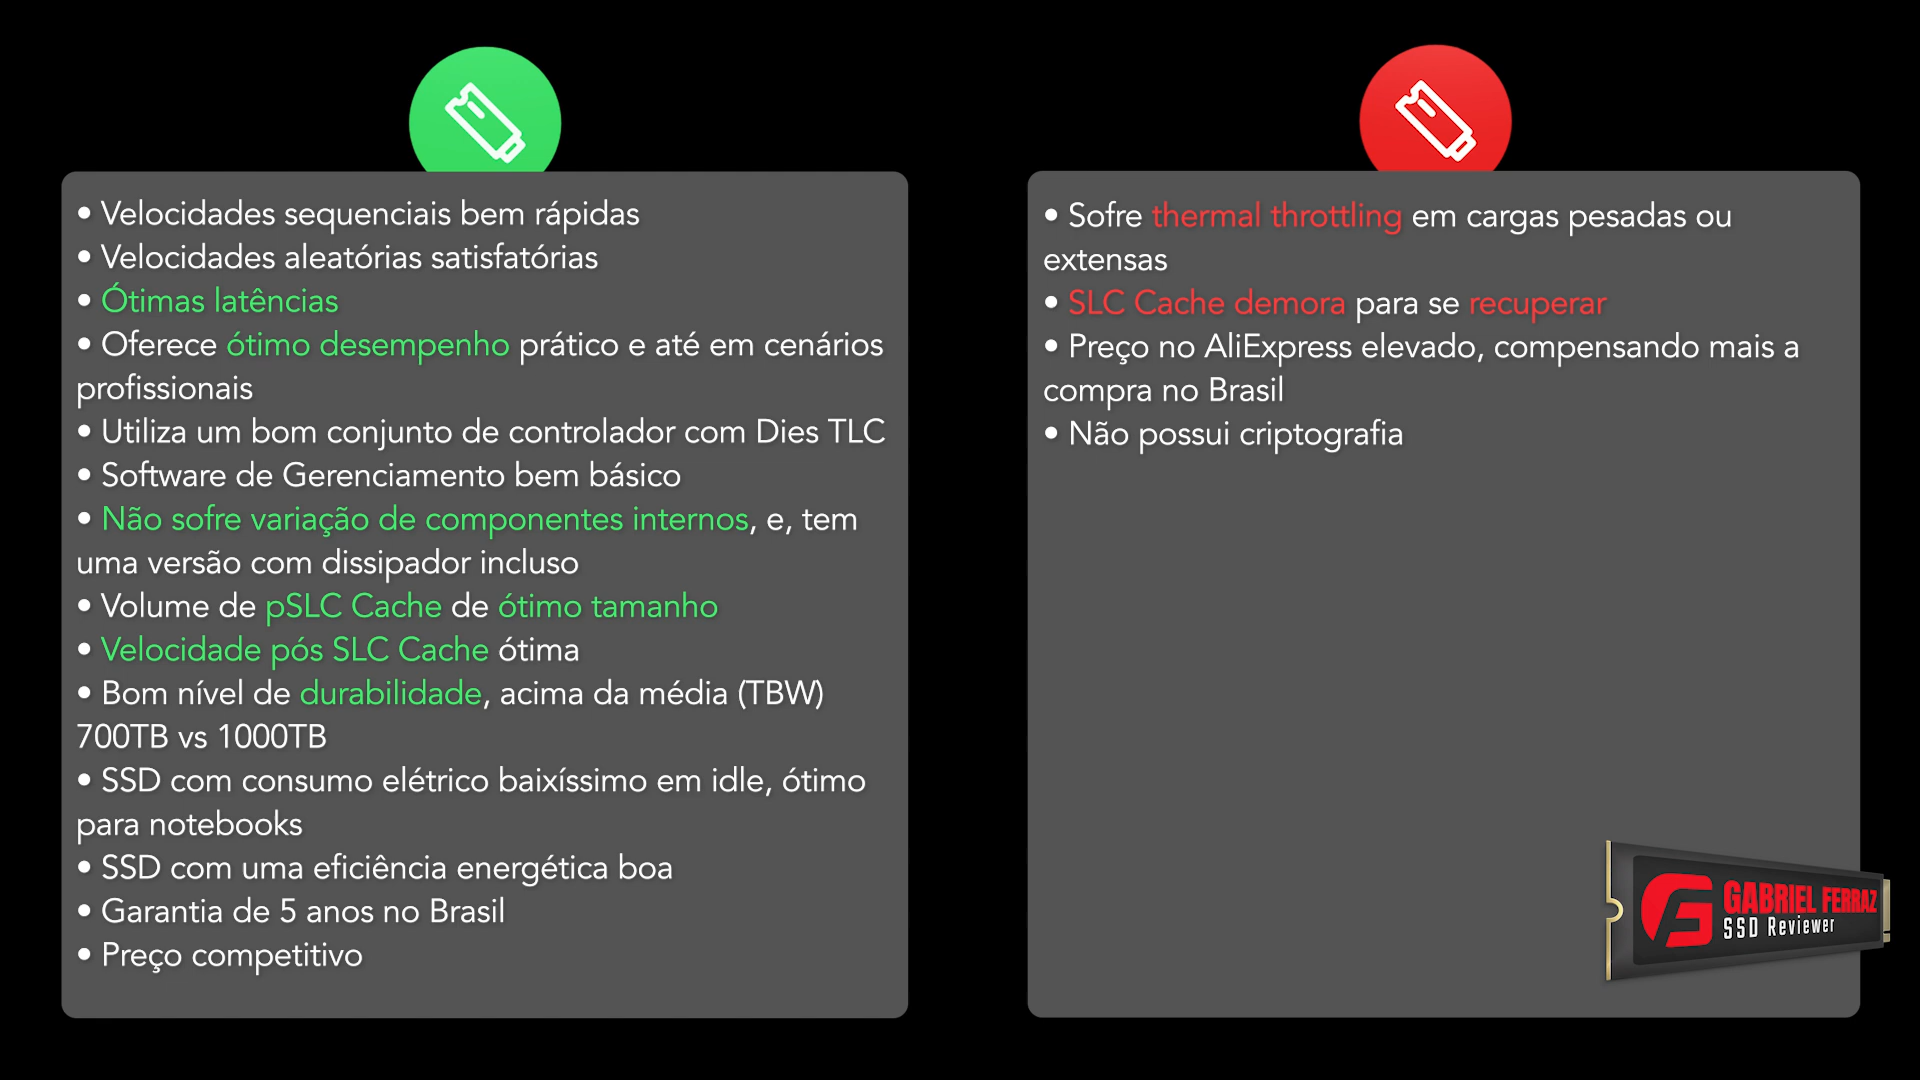 • Velocidades sequenciais bem rápidas
• Velocidades aleatórias satisfatórias
• Ótimas latências
• Oferece ótimo desempenho prático e até em cenários
profissionais
• Utiliza um bom conjunto de controlador com Dies TLC
• Software de Gerenciamento bem básico
• Não sofre variação de componentes internos, e, tem
uma versão com dissipador incluso
• Volume de pSLC Cache de ótimo tamanho
• Velocidade pós SLC Cache ótima
• Bom nível de durabilidade, acima da média (TBW)
700TB vs 1000TB
• SSD com consumo elétrico baixíssimo em idle, ótimo
para notebooks
• SSD com uma eficiência energética boa
• Garantia de 5 anos no Brasil
• Preço competitivo
• Sofre thermal throttling em cargas pesadas ou
extensas
• SLC Cache demora para se recuperar
• Preço no AliExpress elevado, compensando mais a
compra no Brasil
• Não possui criptografia
GABRIEL FERRAZ
SSD Reviewer